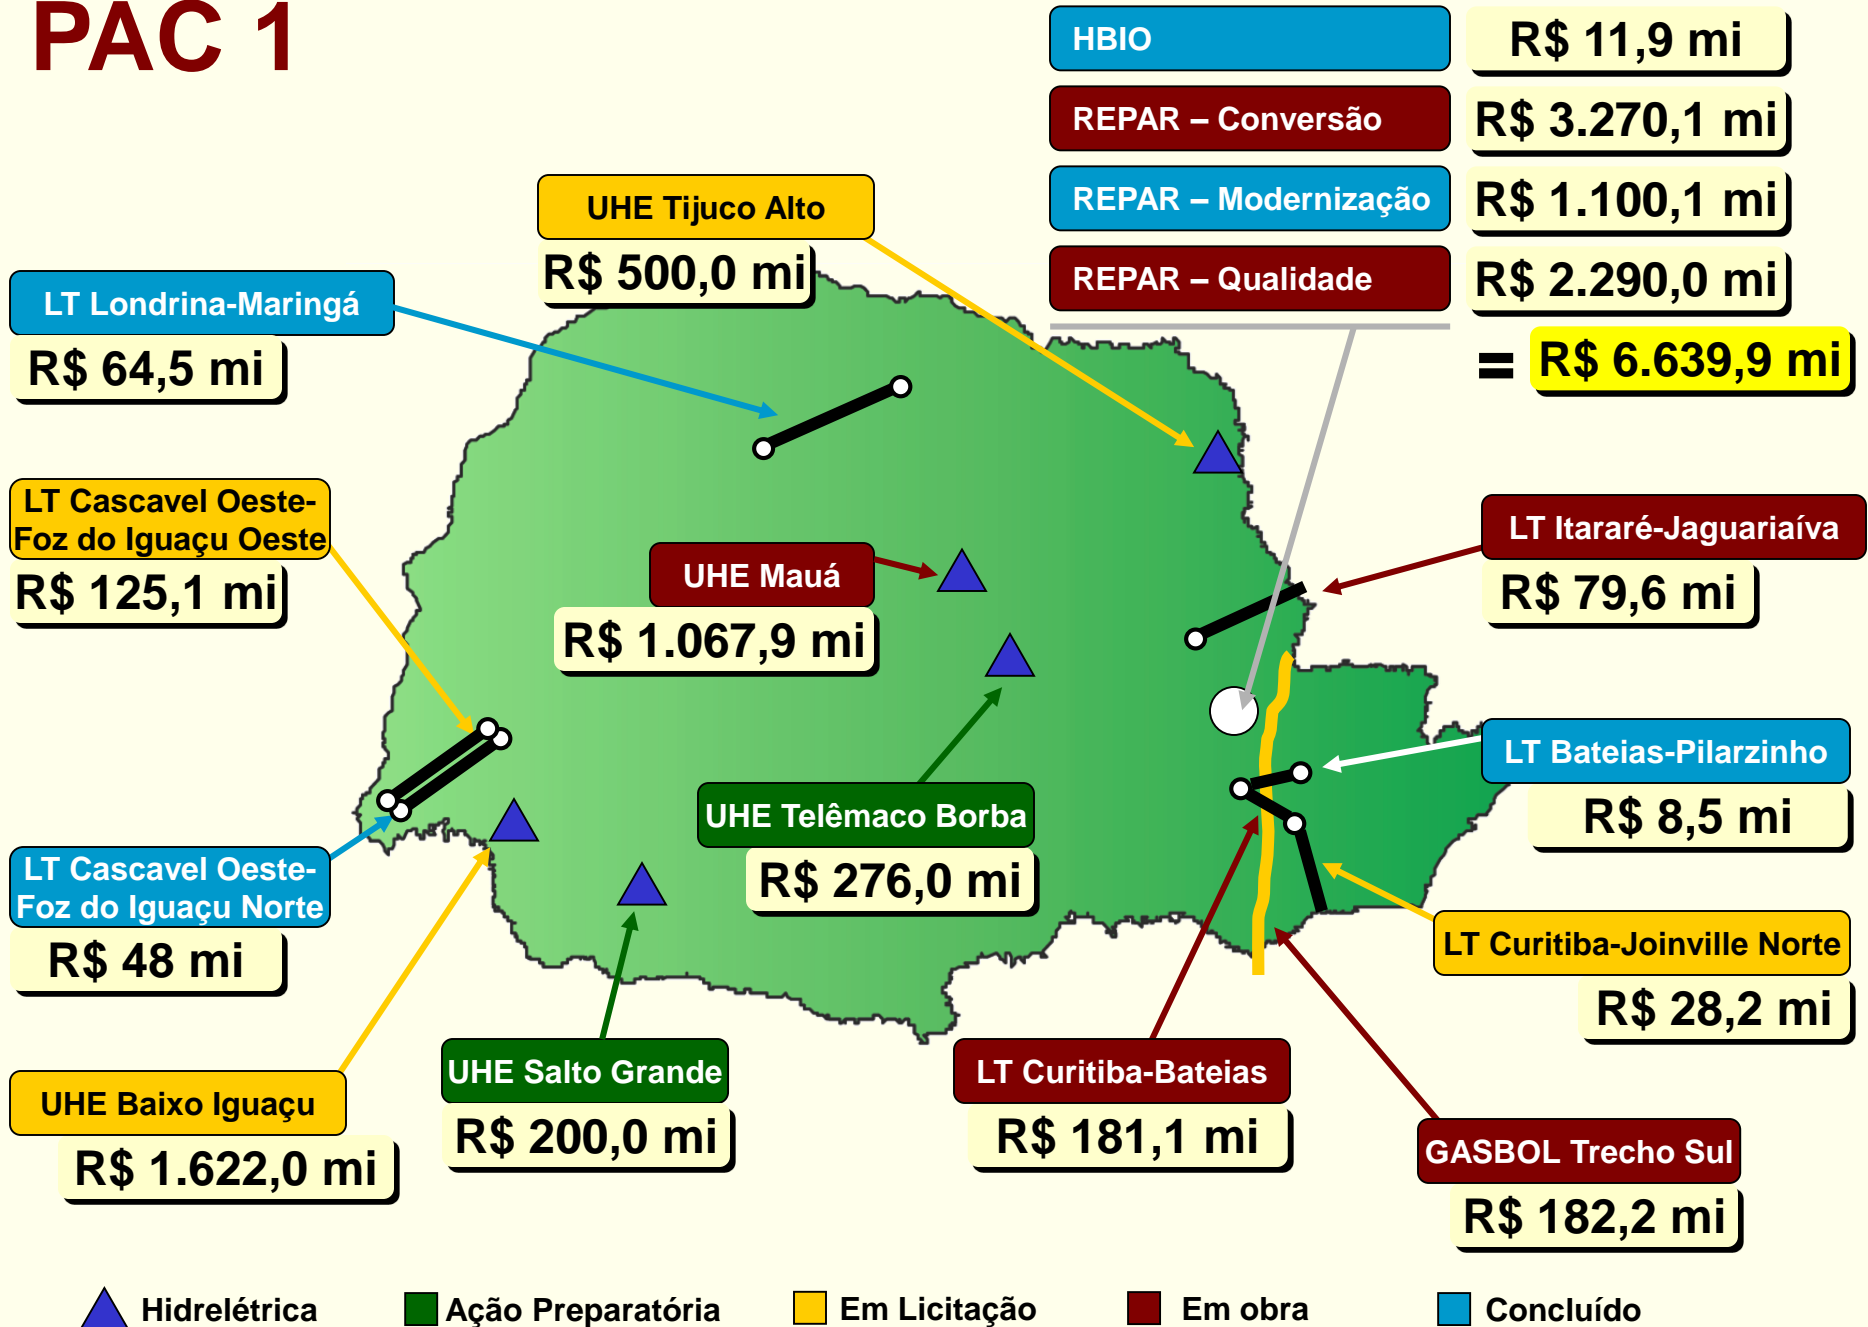 PAC 1
HBIO
R$ 11,9 mi
REPAR – Conversão
R$ 3.270,1 mi
REPAR – Modernização
R$ 1.100,1 mi
REPAR – Qualidade
R$ 2.290,0 mi
= R$ 6.639,9 mi
UHE Tijuco Alto
R$ 500,0 mi
LT Londrina-Maringá
R$ 64,5 mi
LT Cascavel Oeste-
Foz do Iguaçu Oeste
R$ 125,1 mi
UHE Mauá
R$ 1.067,9 mi
LT Itararé-Jaguariaíva
R$ 79,6 mi
LT Bateias-Pilarzinho
R$ 8,5 mi
UHE Telêmaco Borba
R$ 276,0 mi
LT Cascavel Oeste-
Foz do Iguaçu Norte
R$ 48 mi
LT Curitiba-Joinville Norte
R$ 28,2 mi
UHE Baixo Iguaçu
R$ 1.622,0 mi
UHE Salto Grande
R$ 200,0 mi
LT Curitiba-Bateias
R$ 181,1 mi
GASBOL Trecho Sul
R$ 182,2 mi
Hidrelétrica
Ação Preparatória
Em Licitação
Em obra
Concluído